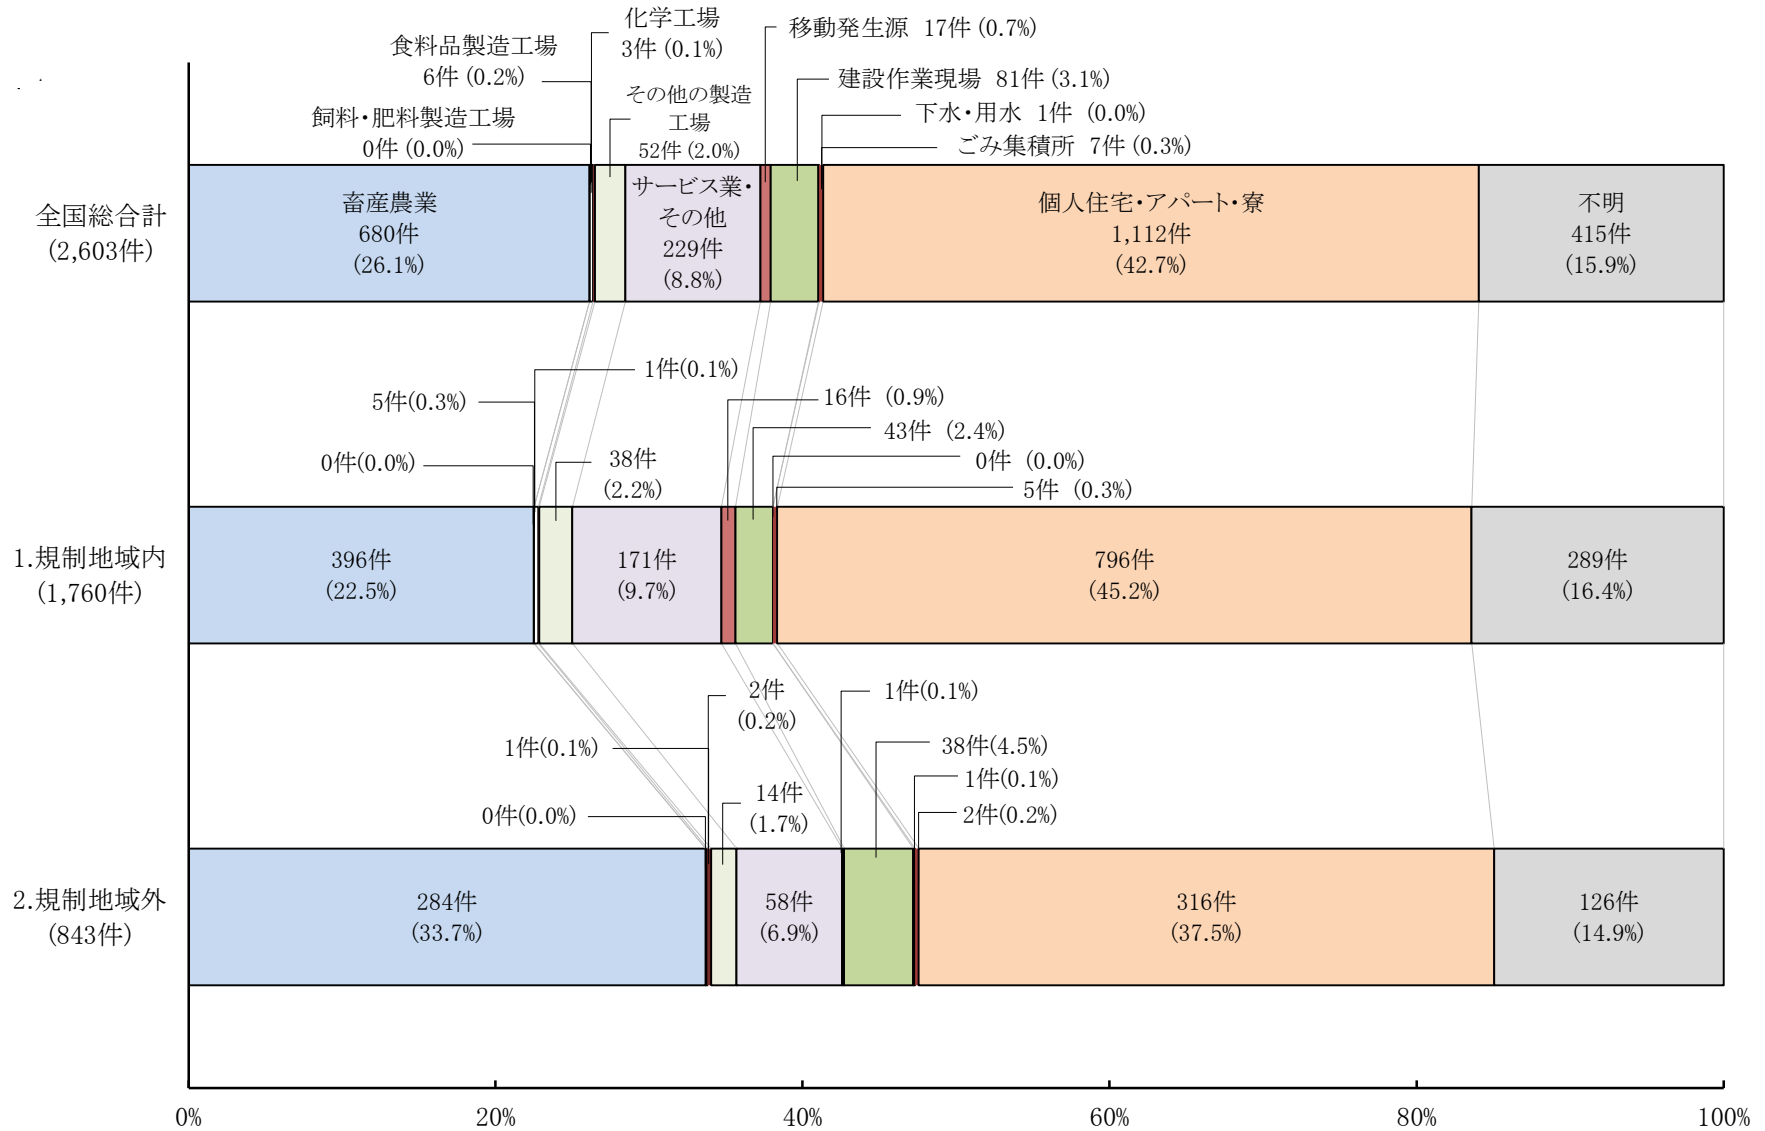 化学工場
3件 (0.1%)
移動発生源 17件 (0.7%)
食料品製造工場
6件 (0.2%)
建設作業現場 81件 (3.1%)
その他の製造
工場
52件 (2.0%)
下水・用水 1件 (0.0%)
飼料・肥料製造工場
0件 (0.0%)
ごみ集積所 7件 (0.3%)
全国総合計
(2,603件)
畜産農業
680件
(26.1%)
サービス業・
その他
229件
(8.8%)
個人住宅・アパート・寮
1,112件
(42.7%)
不明
415件
(15.9%)
1件(0.1%)
5件(0.3%)
16件 (0.9%)
43件 (2.4%)
0件(0.0%)
38件
(2.2%)
0件 (0.0%)
5件 (0.3%)
1.規制地域内
(1,760件)
396件
(22.5%)
171件
(9.7%)
796件
(45.2%)
289件
(16.4%)
2件
(0.2%)
1件(0.1%)
1件(0.1%)
38件(4.5%)
1件(0.1%)
14件
(1.7%)
0件(0.0%)
2件(0.2%)
2.規制地域外
(843件)
284件
(33.7%)
58件
(6.9%)
316件
(37.5%)
126件
(14.9%)
0% 20% 40% 60% 80% 100%